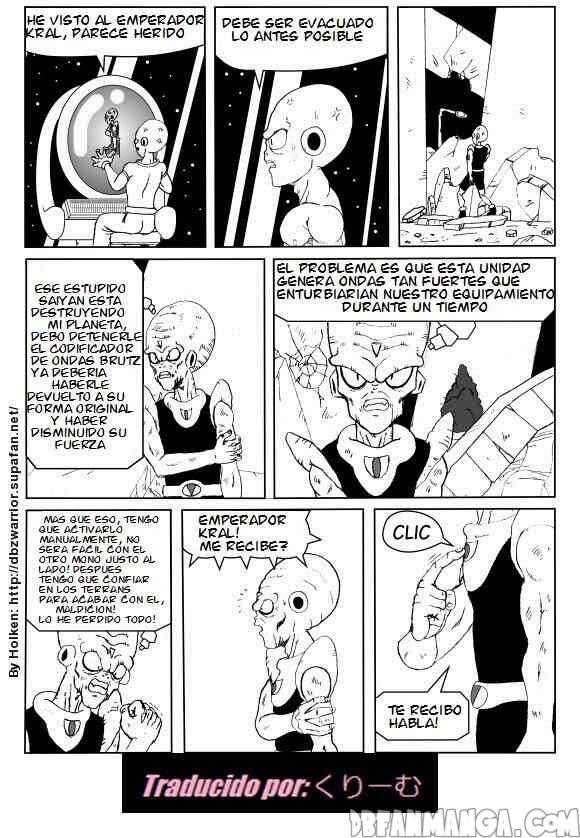 HE VISTO AL EMPERADOR
KRAL, PARECE HERIDO
DEBE SER EVACUADO
LO ANTES POSIBLE
ESE ESTUPIDO
SAIYAN ESTA
DESTRUYENDO
MI PLANETA,
DEBO DETENERLE
EL CODIFICADOR
DE ONDAS BRUTZ
YA DEBERIA
HABERLE
DEVUELTO A SU
FORMA ORIGINAL
Y HABER
DISMINUIDO SU
FUERZA
EL PROBLEMA ES QUE ESTA UNIDAD
GENERA ONDAS TAN FUERTES QUE
ENTURBIARIAN NUESTRO EQUIPAMIENTO
DURANTE UN TIEMPO
MAS QUE ESO, TENGO
QUE ACTIVARLO
MANUALMENTE, NO
SERA FACIL CON EL
OTRO MONO JUSTO AL
LADO! DESPUES
TENGO QUE CONFIAR
EN LOS TERRANS
PARA ACABAR CON EL,
MALDICION!
LO HE PERDIDO TODO!
EMPERADOR
KRAL!
ME RECIBE?
CLIC
TE RECIBO
HABLA!
By Holken: http://dbzwarrior.supafan.net/
Traducido por:くりーむ
DREANMANGA.COM